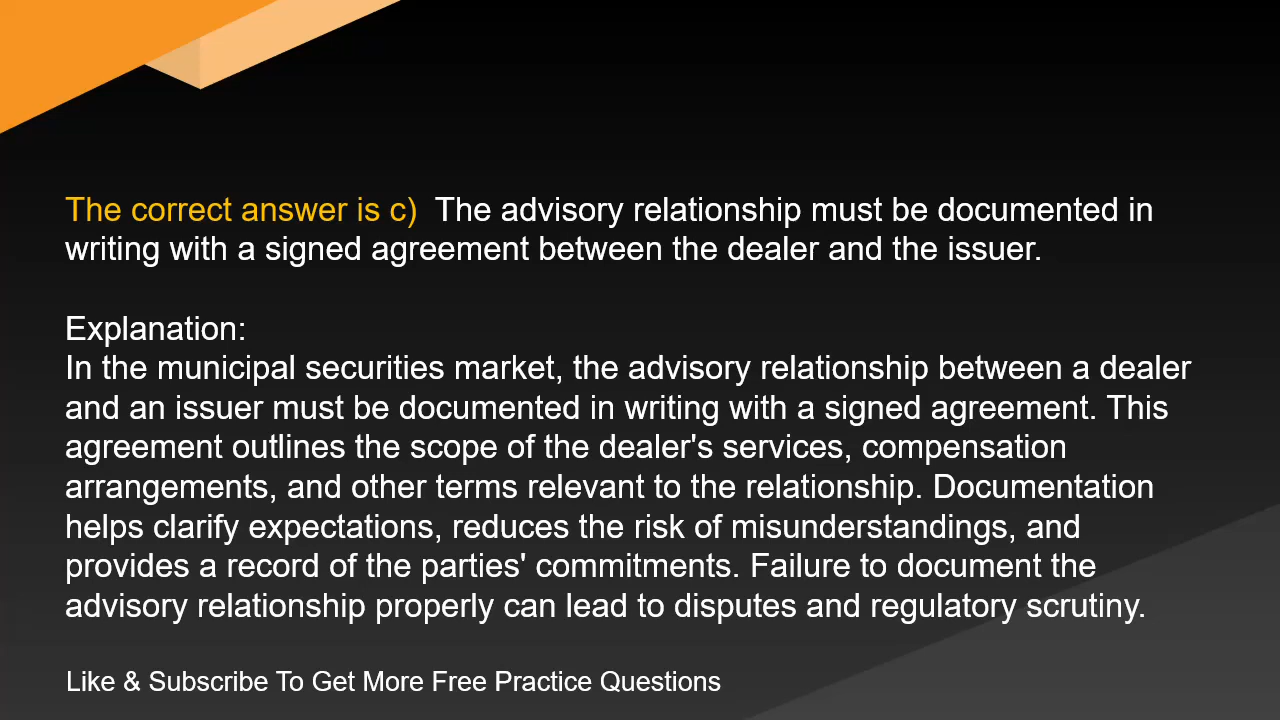 The correct answer is c)  The advisory relationship must be documented in
writing with a signed agreement between the dealer and the issuer.
Explanation:
In the municipal securities market, the advisory relationship between a dealer
and an issuer must be documented in writing with a signed agreement. This
agreement outlines the scope of the dealer's services, compensation
arrangements, and other terms relevant to the relationship. Documentation
helps clarify expectations, reduces the risk of misunderstandings, and
provides a record of the parties' commitments. Failure to document the
advisory relationship properly can lead to disputes and regulatory scrutiny.
Like & Subscribe To Get More Free Practice Questions